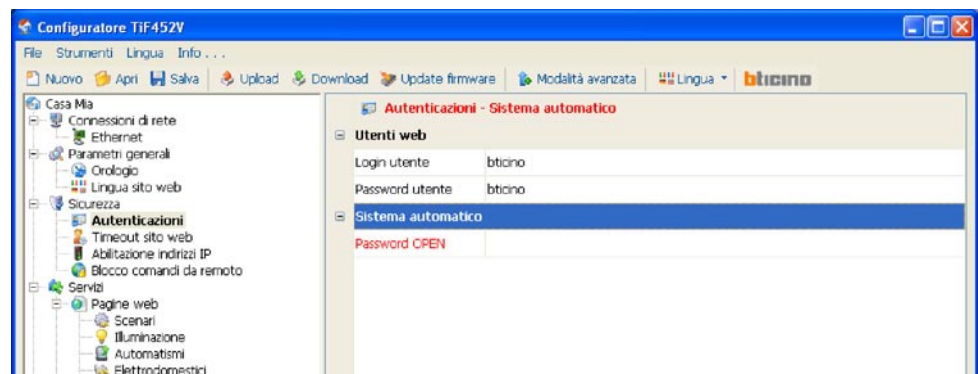 Configuratore TiF452V
File Strumenti Lingua Info . . .
Nuovo Apri Salva Upload Download Update firmware Modalità avanzata Lingua bticino
Casa Mia
Connessioni di rete
Ethernet
Parametri generali
Orologio
Lingua sito web
Sicurezza
Autenticazioni
Timeout sito web
Abilitazione indirizzi IP
Blocco comandi da remoto
Servizi
Pagine web
Scenari
Illuminazione
Automatismi
Elettrodomestici
Autenticazioni - Sistema automatico
Utenti web
Login utente bticino
Password utente bticino
Sistema automatico
Password OPEN